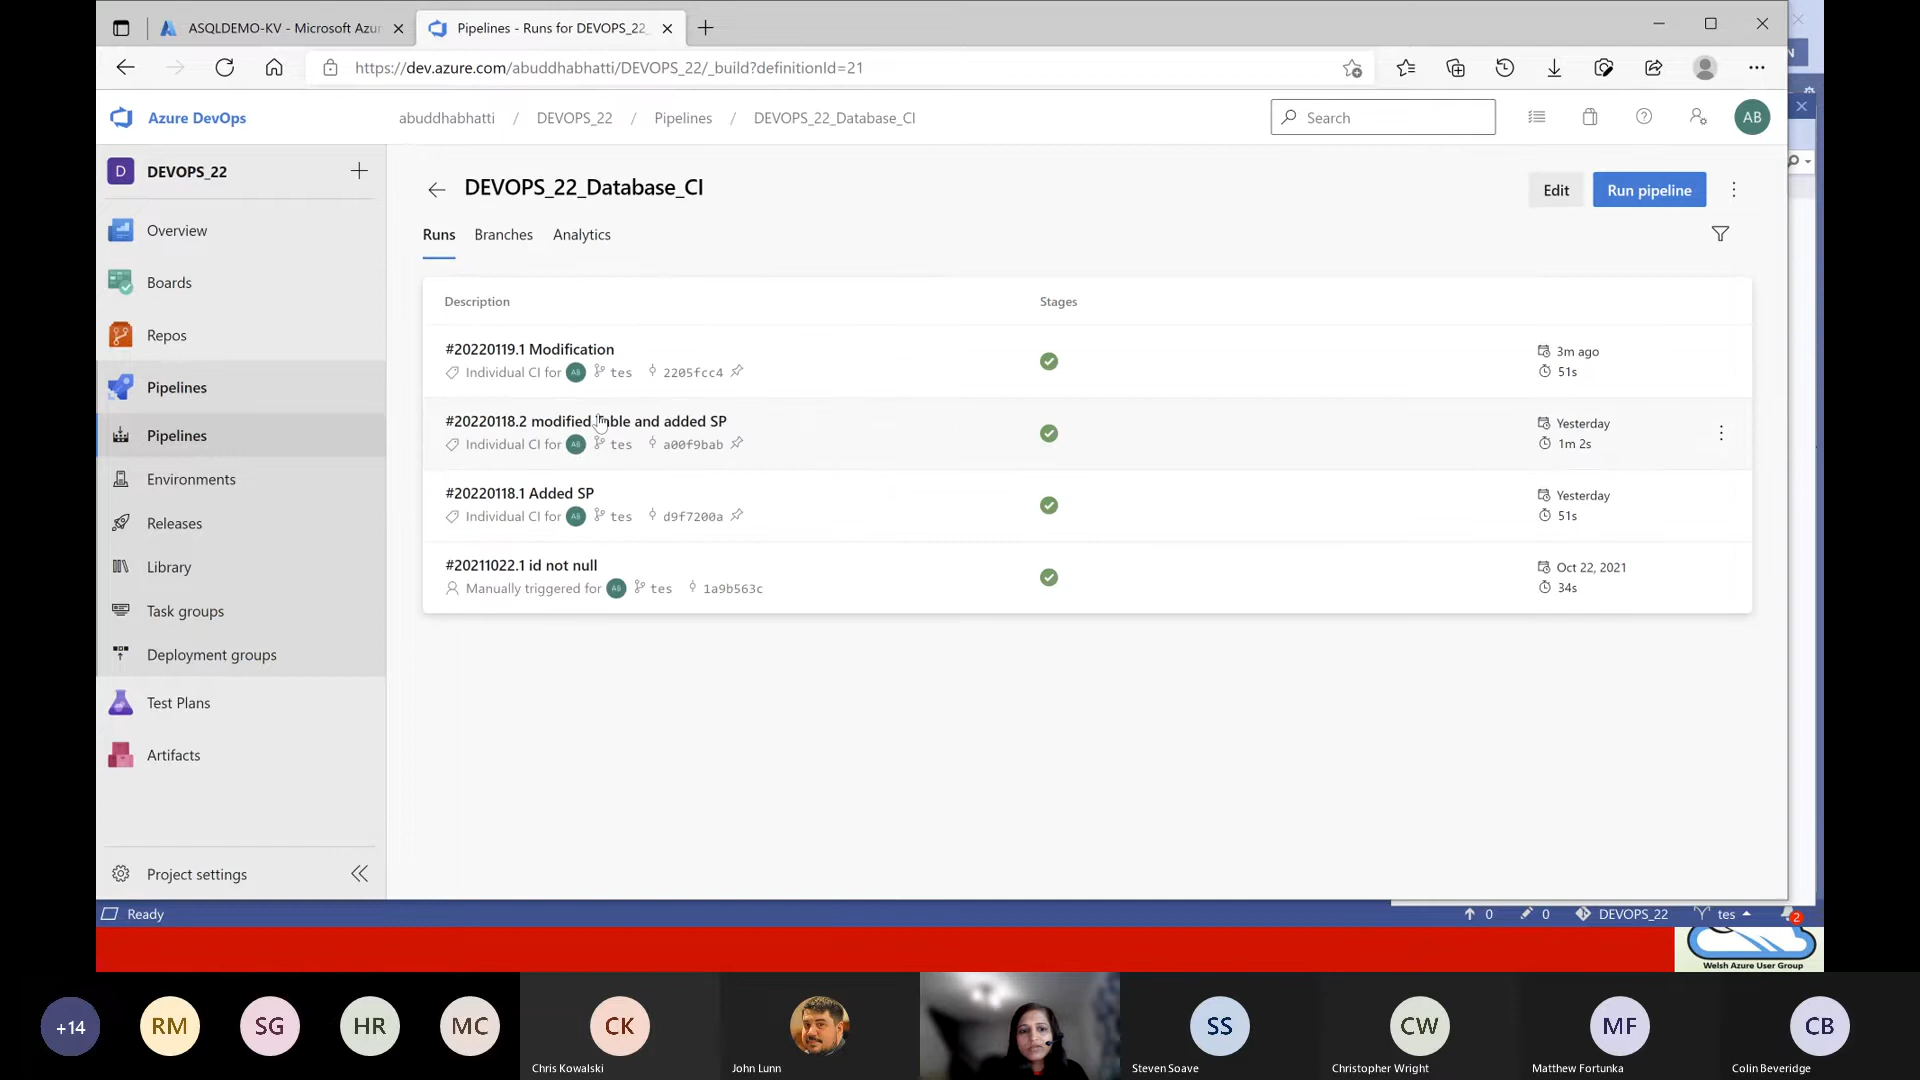 ASQLDEMO-KV - Microsoft Azur
Pipelines - Runs for DEVOPS_22_
https://dev.azure.com/abuddhabhatti/DEVOPS_22/_build?definitionId=21
Azure DevOps
abuddhabhatti / DEVOPS_22 / Pipelines / DEVOPS_22_Database_CI
Search
AB
D DEVOPS_22
Overview
Boards
Repos
Pipelines
Pipelines
Environments
Releases
Library
Task groups
Deployment groups
Test Plans
Artifacts
Project settings
DEVOPS_22_Database_CI
Edit
Run pipeline
Runs Branches Analytics
Description Stages
#20220119.1 Modification
Individual CI for AB tes 2205fcc4
3m ago
51s
#20220118.2 modified table and added SP
Individual CI for AB tes a00f9bab
Yesterday
1m 2s
#20220118.1 Added SP
Individual CI for AB tes d9f7200a
Yesterday
51s
#20211022.1 id not null
Manually triggered for AB tes 1a9b563c
Oct 22, 2021
34s
Ready
0 0 DEVOPS_22 tes 2
Welsh Azure User Group
+14 RM SG HR MC CK SS CW MF CB
Chris Kowalski John Lunn Steven Soave Christopher Wright Matthew Fortunka Colin Beveridge